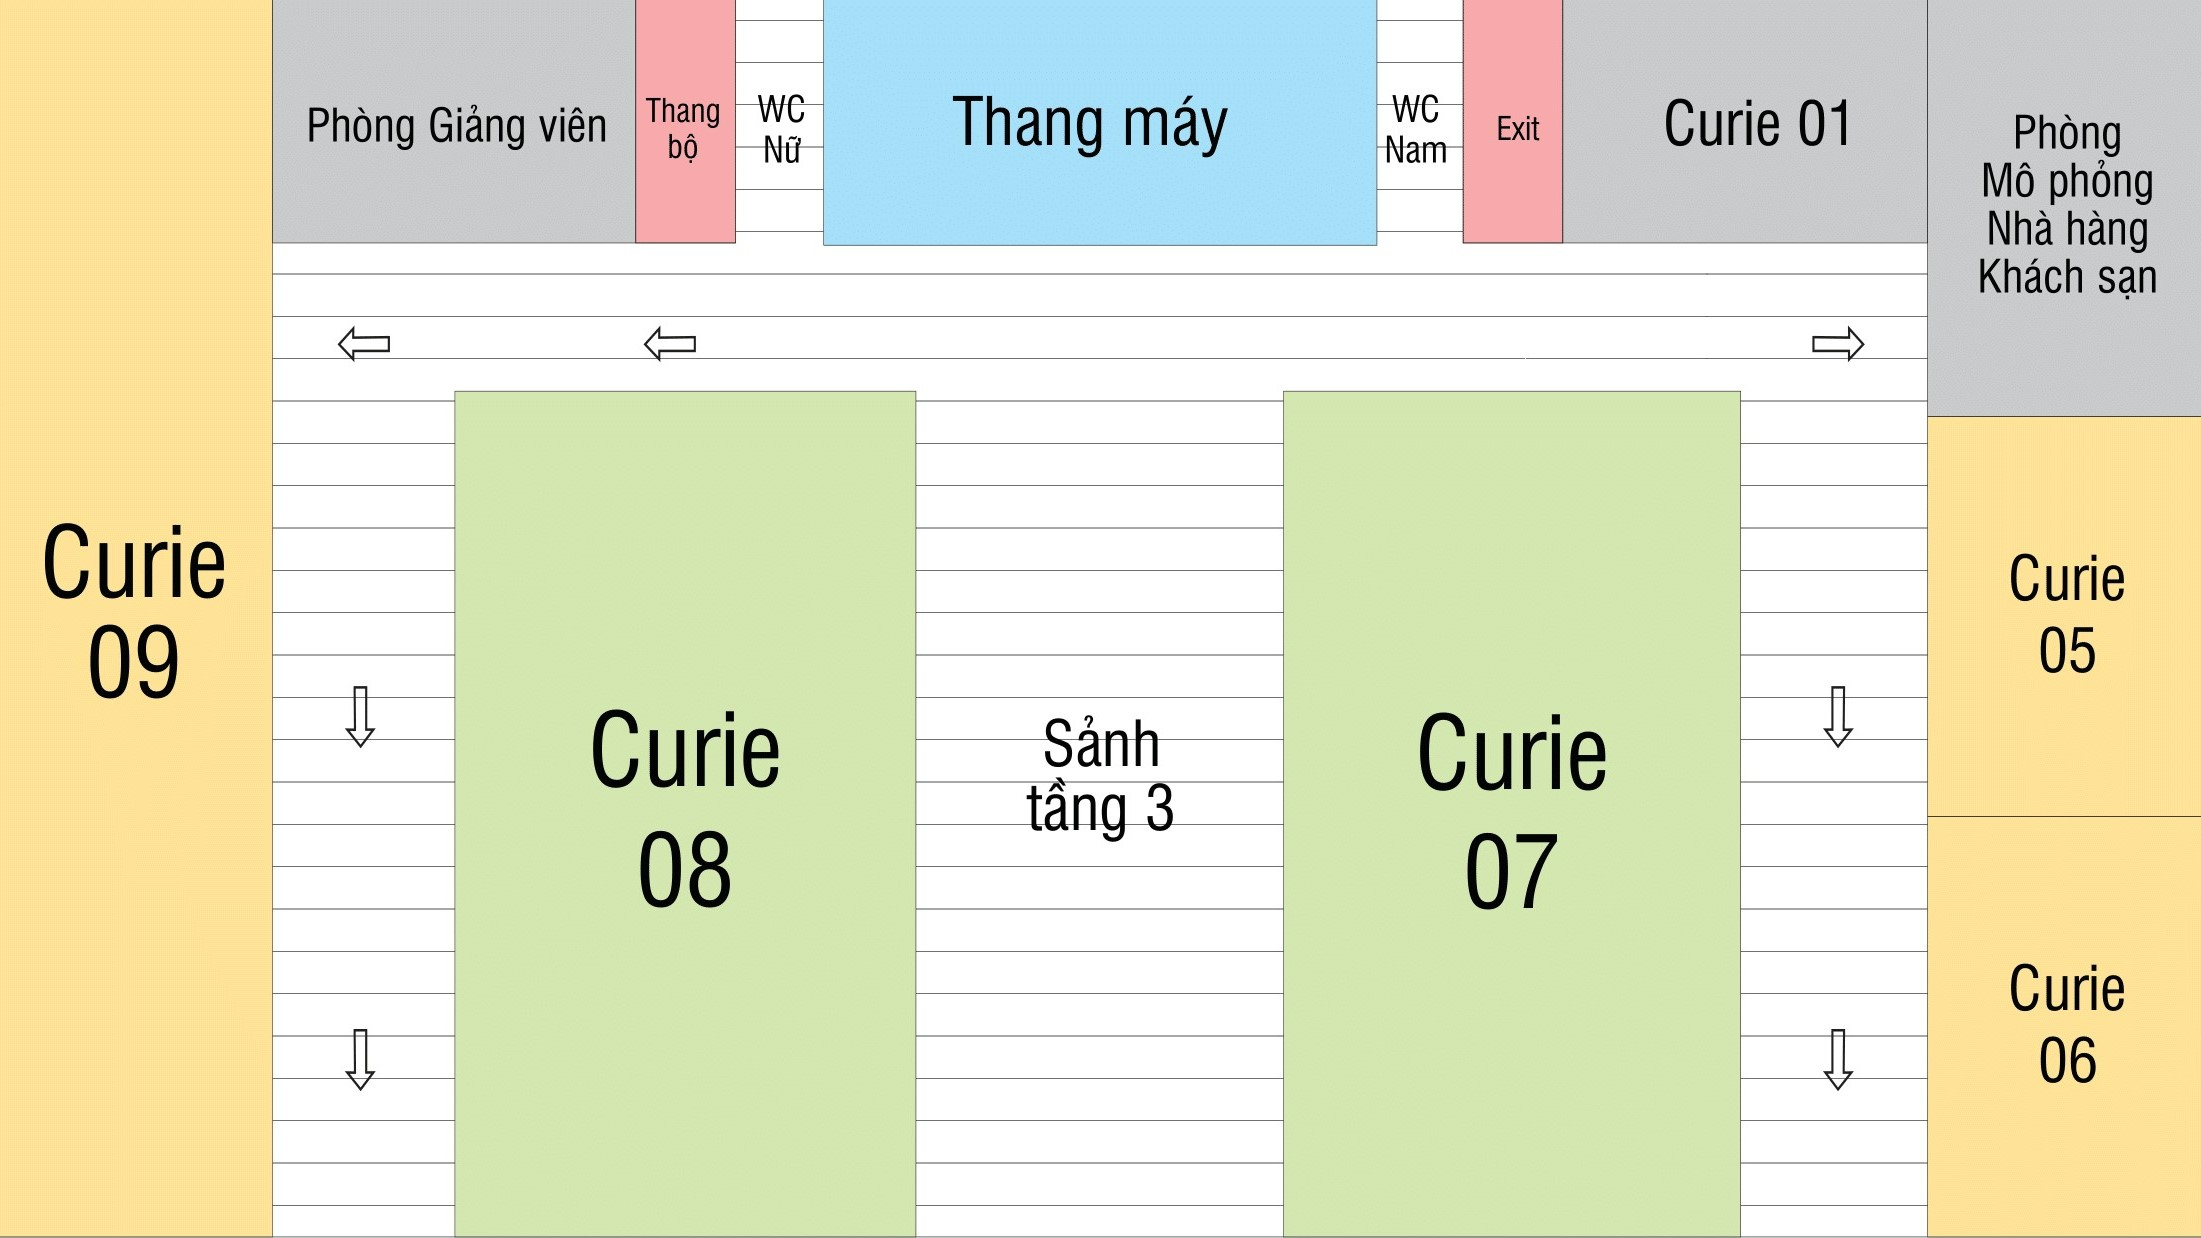 Phòng Giảng viên
Thang
bộ
WC
Nữ
Thang máy
WC
Nam
Exit
Curie 01
Phòng
Mô phỏng
Nhà hàng
Khách sạn
Curie
09
Curie
08
Sảnh
tầng 3
Curie
07
Curie
05
Curie
06